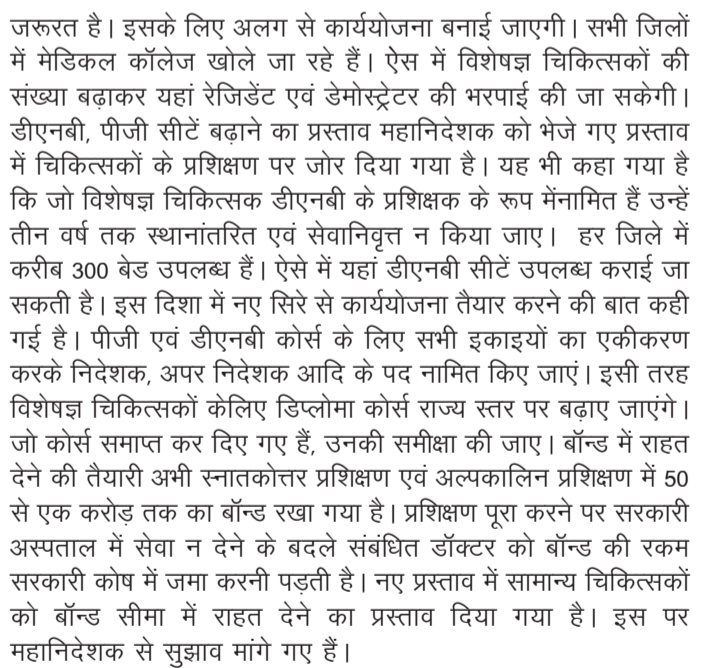 जरूरत है। इसके लिए अलग से कार्ययोजना बनाई जाएगी। सभी जिलों
में मेडिकल कॉलेज खोले जा रहे हैं। ऐस में विशेषज्ञ चिकित्सकों की
संख्या बढ़ाकर यहां रेजिडेंट एवं डेमोस्ट्रेटर की भरपाई की जा सकेगी।
डीएनबी, पीजी सीटें बढ़ाने का प्रस्ताव महानिदेशक को भेजे गए प्रस्ताव
में चिकित्सकों के प्रशिक्षण पर जोर दिया गया है। यह भी कहा गया है
कि जो विशेषज्ञ चिकित्सक डीएनबी के प्रशिक्षक के रूप मेंनामित हैं उन्हें
तीन वर्ष तक स्थानांतरित एवं सेवानिवृत्त न किया जाए। हर जिले में
करीब 300 बेड उपलब्ध हैं। ऐसे में यहां डीएनबी सीटें उपलब्ध कराई जा
सकती है। इस दिशा में नए सिरे से कार्ययोजना तैयार करने की बात कही
गई है। पीजी एवं डीएनबी कोर्स के लिए सभी इकाइयों का एकीकरण
करके निदेशक, अपर निदेशक आदि के पद नामित किए जाएं। इसी तरह
विशेषज्ञ चिकित्सकों केलिए डिप्लोमा कोर्स राज्य स्तर पर बढ़ाए जाएंगे।
जो कोर्स समाप्त कर दिए गए हैं, उनकी समीक्षा की जाए। बॉन्ड में राहत
देने की तैयारी अभी स्नातकोत्तर प्रशिक्षण एवं अल्पकालिन प्रशिक्षण में 50
से एक करोड़ तक का बॉन्ड रखा गया है। प्रशिक्षण पूरा करने पर सरकारी
अस्पताल में सेवा न देने के बदले संबंधित डॉक्टर को बॉन्ड की रकम
सरकारी कोष में जमा करनी पड़ती है। नए प्रस्ताव में सामान्य चिकित्सकों
को बॉन्ड सीमा में राहत देने का प्रस्ताव दिया गया है। इस पर
महानिदेशक से सुझाव मांगे गए हैं।